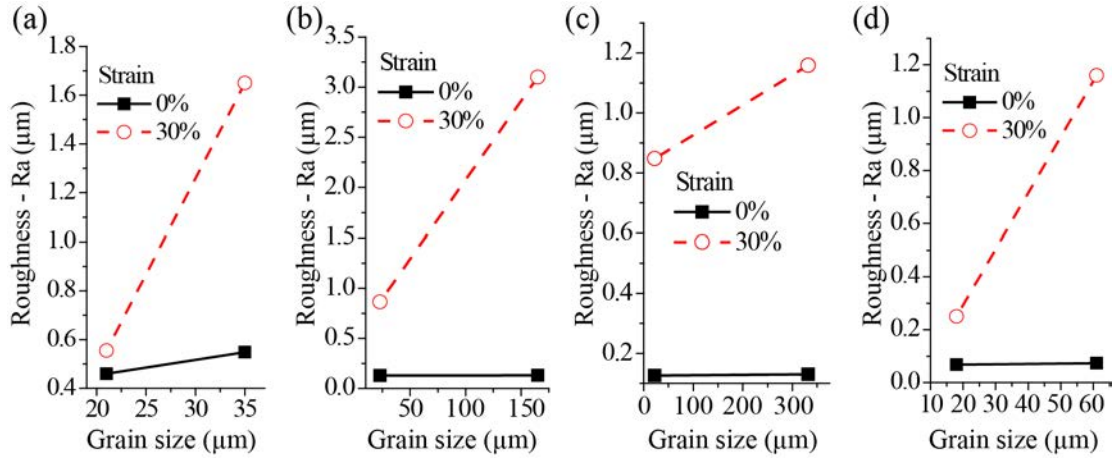 (a)
Roughness - Ra (µm)
1.8
1.6
1.4
1.2
1.0
0.8
0.6
0.4
Strain
0%
30%
20 25 30 35
Grain size (µm)
(b)
Roughness - Ra (µm)
3.5
3.0
2.5
2.0
1.5
1.0
0.5
0.0
Strain
0%
30%
50 100 150
Grain size (µm)
(c)
Roughness - Ra (µm)
1.2
1.0
0.8
0.6
0.4
0.2
Strain
0%
30%
0 100 200 300
Grain size (µm)
(d)
Roughness - Ra (µm)
1.2
1.0
0.8
0.6
0.4
0.2
0.0
Strain
0%
30%
10 20 30 40 50 60
Grain size (µm)